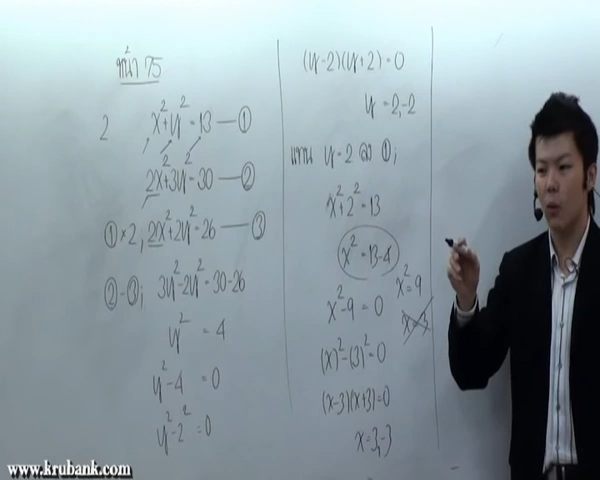 หน้า 75
2 x²+y²=13 — ①
2x²+3y²=30 — ②
①×2; 2x²+2y²=26 — ③
②-③; 3y²-2y²=30-26
y² = 4
y²-4 = 0
y²-2² = 0
(y-2)(y+2)=0
y = 2,-2
แทน y=2 ลง ①;
x²+2²=13
x²=13-4
x²=9
x²-9 = 0
x=3
(x)²-(3)²=0
(x-3)(x+3)=0
x=3,-3
www.krubank.com